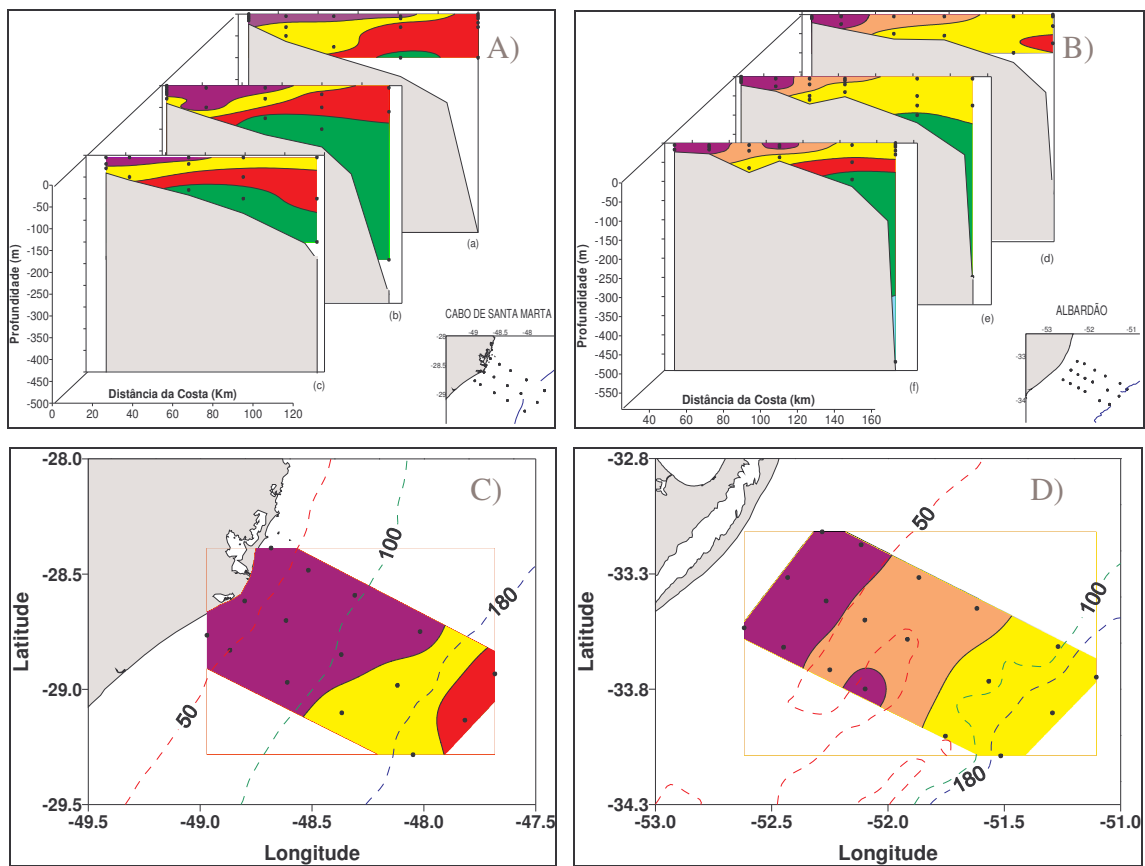 A)
0
-50
-100
-150
-200
-250
-300
-350
-400
-450
-500
Profundidade (m)
(a)
(b)
(c)
Distância da Costa (Km)
0 20 40 60 80 100 120
CABO DE SANTA MARTA
-49 -48.5 -48
-28
-28.5
-29
B)
0
-50
-100
-150
-200
-250
-300
-350
-400
-450
-500
-550
Profundidade (m)
(d)
(e)
(f)
Distância da Costa (km)
40 60 80 100 120 140 160
ALBARDÃO
-53 -52 -51
-33
-34
C)
-28.0
-28.5
-29.0
-29.5
Latitude
50
100
180
-49.5 -49.0 -48.5 -48.0 -47.5
Longitude
D)
-32.8
-33.3
-33.8
-34.3
Latitude
50
100
180
-53.0 -52.5 -52.0 -51.5 -51.0
Longitude